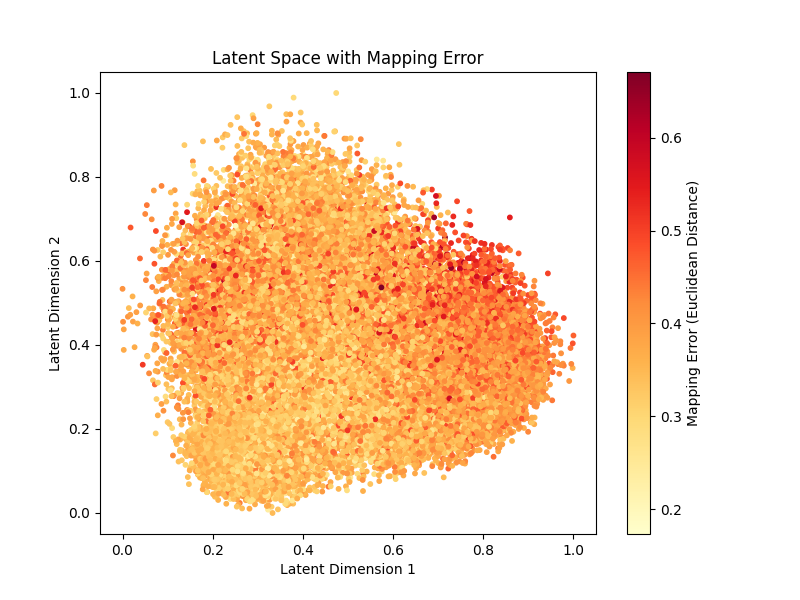 Latent Space with Mapping Error
1.0
0.8
0.6
0.4
0.2
0.0
Latent Dimension 2
0.0 0.2 0.4 0.6 0.8 1.0
Latent Dimension 1
0.6
0.5
0.4
0.3
0.2
Mapping Error (Euclidean Distance)